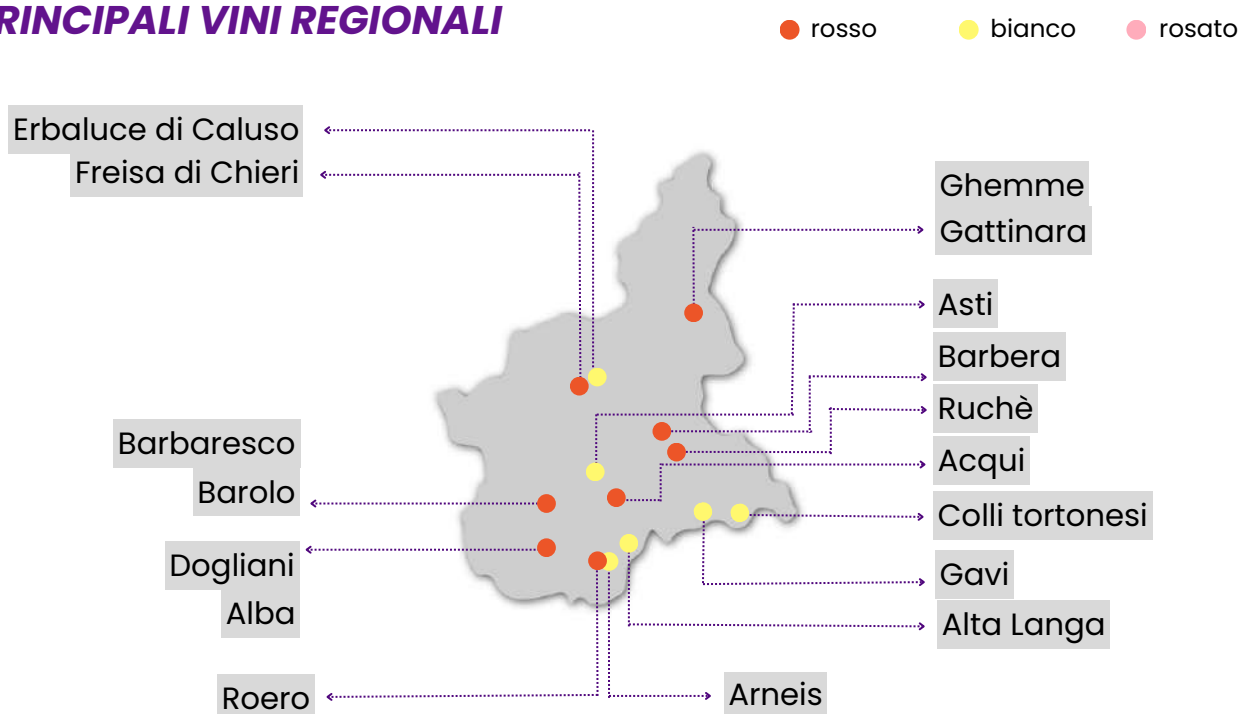 RINCIPALI VINI REGIONALI
rosso
bianco
rosato
Erbaluce di Caluso
Freisa di Chieri
Ghemme
Gattinara
Asti
Barbera
Ruchè
Acqui
Colli tortonesi
Gavi
Alta Langa
Barbaresco
Barolo
Dogliani
Alba
Roero
Arneis